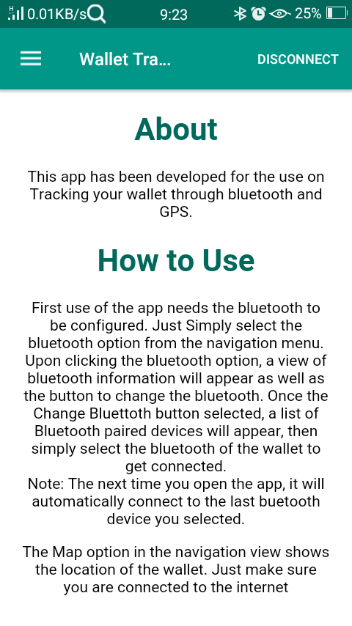 0.01KB/s 9:23 25%
Wallet Tra... DISCONNECT
About
This app has been developed for the use on
Tracking your wallet through bluetooth and
GPS.
How to Use
First use of the app needs the bluetooth to
be configured. Just Simply select the
bluetooth option from the navigation menu.
Upon clicking the bluetooth option, a view of
bluetooth information will appear as well as
the button to change the bluetooth. Once the
Change Bluettoth button selected, a list of
Bluetooth paired devices will appear, then
simply select the bluetooth of the wallet to
get connected.
Note: The next time you open the app, it will
automatically connect to the last buetooth
device you selected.
The Map option in the navigation view shows
the location of the wallet. Just make sure
you are connected to the internet